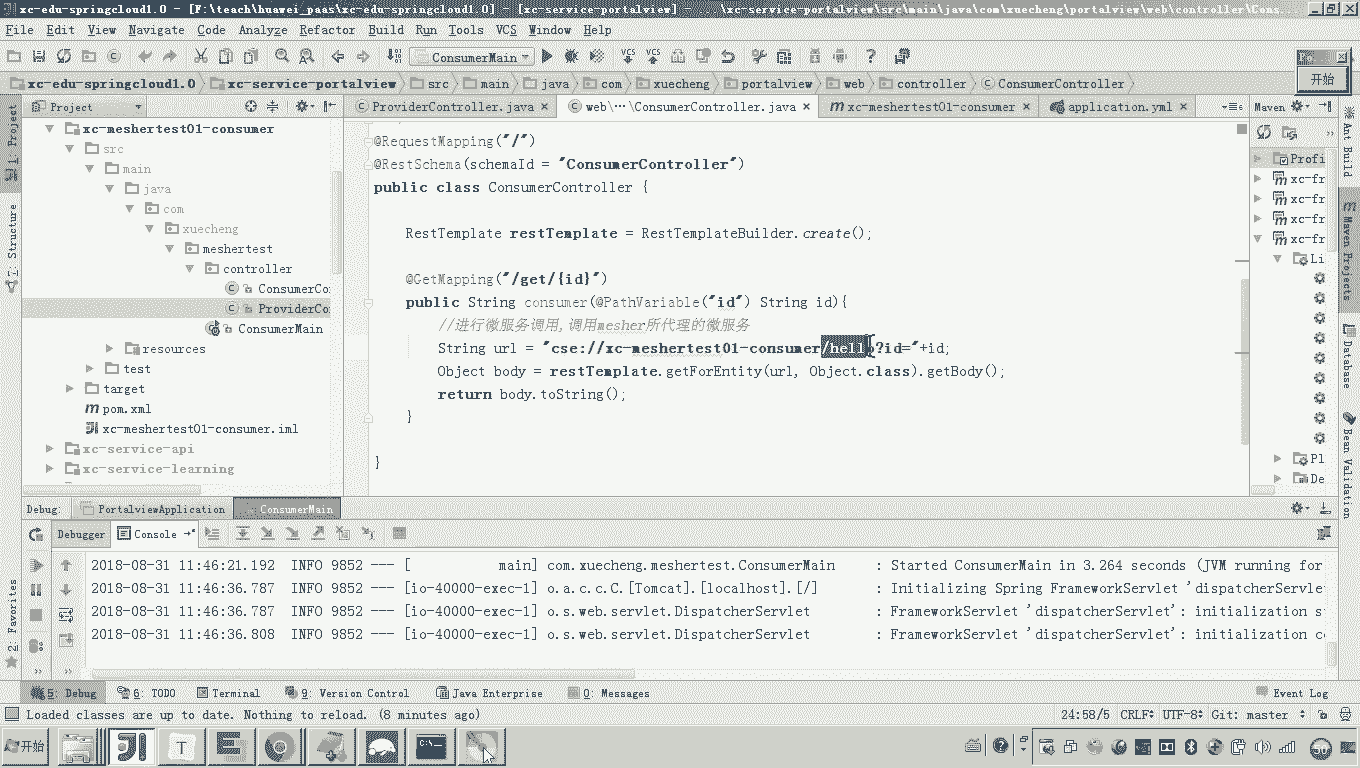 xc-edu-springcloud1.0 - [F:\teach\huawei_paas\xc-edu-springcloud1.0] - [xc-service-portalview] - ...\xc-service-portalview\src\main\java\com\xuecheng\portalview\web\controller\Cons...
File Edit View Navigate Code Analyze Refactor Build Run Tools VCS Window Help
ConsumerMain
开始
xc-edu-springcloud1.0 xc-service-portalview src main java com xuecheng portalview web controller ConsumerController
Project
ProviderController.java
web\...\ConsumerController.java
xc-meshertest01-consumer
application.yml
Maven
1: Project
7: Structure
2: Favorites
xc-meshertest01-consumer
src
main
java
com
xuecheng
meshertest
controller
ConsumerCo
ProviderCo
ConsumerMain
resources
test
target
pom.xml
xc-meshertest01-consumer.iml
xc-service-api
xc-service-learning
@RequestMapping("/")
@RestSchema(schemaId = "ConsumerController")
public class ConsumerController {
RestTemplate restTemplate = RestTemplateBuilder.create();
@GetMapping("/get/{id}")
public String consumer(@PathVariable("id") String id){
//进行微服务调用,调用mesher所代理的微服务
String url = "cse://xc-meshertest01-consumer/hello?id="+id;
Object body = restTemplate.getForEntity(url, Object.class).getBody();
return body.toString();
}
}
Profi
xc-fr
xc-fr
xc-fr
xc-fr
Li
Pl
De
Ant Build
Maven Projects
Database
Bean Validation
Debug: PortalviewApplication ConsumerMain
Debugger Console
2018-08-31 11:46:21.192 INFO 9852 --- [ main] com.xuecheng.meshertest.ConsumerMain : Started ConsumerMain in 3.264 seconds (JVM running for
2018-08-31 11:46:36.787 INFO 9852 --- [io-40000-exec-1] o.a.c.c.C.[Tomcat].[localhost].[/] : Initializing Spring FrameworkServlet 'dispatcherServlet
2018-08-31 11:46:36.787 INFO 9852 --- [io-40000-exec-1] o.s.web.servlet.DispatcherServlet : FrameworkServlet 'dispatcherServlet': initialization s
2018-08-31 11:46:36.808 INFO 9852 --- [io-40000-exec-1] o.s.web.servlet.DispatcherServlet : FrameworkServlet 'dispatcherServlet': initialization co
5: Debug 6: TODO Terminal 9: Version Control Java Enterprise 0: Messages Event Log
Loaded classes are up to date. Nothing to reload. (8 minutes ago) 24:58/5 CRLF UTF-8 Git: master
开始